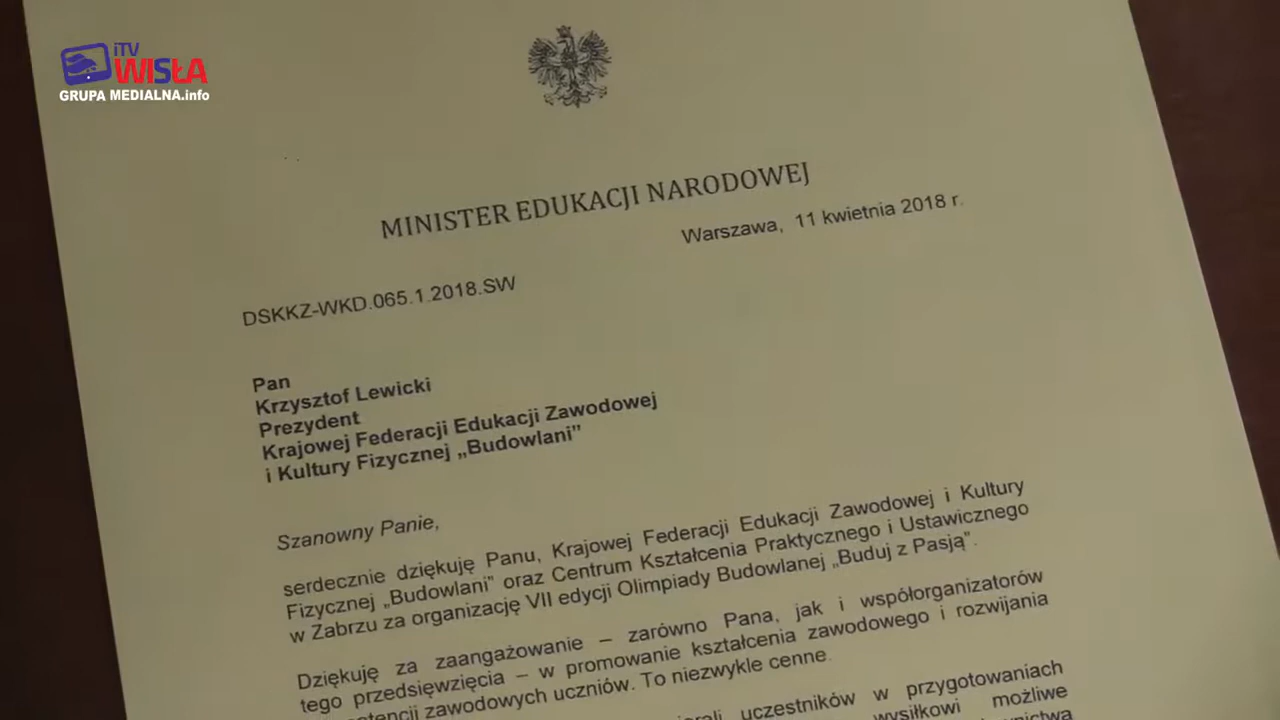 iTV
WISŁA
GRUPA MEDIALNA.info
MINISTER EDUKACJI NARODOWEJ
Warszawa, 11 kwietnia 2018 r.
DSKKZ-WKD.065.1.2018.SW
Pan
Krzysztof Lewicki
Prezydent
Krajowej Federacji Edukacji Zawodowej
i Kultury Fizycznej „Budowlani”
Szanowny Panie,
serdecznie dziękuję Panu, Krajowej Federacji Edukacji Zawodowej i Kultury
Fizycznej „Budowlani” oraz Centrum Kształcenia Praktycznego i Ustawicznego
w Zabrzu za organizację VII edycji Olimpiady Budowlanej „Buduj z Pasją”.
Dziękuję za zaangażowanie – zarówno Pana, jak i współorganizatorów
tego przedsięwzięcia – w promowanie kształcenia zawodowego i rozwijania
zawodowych uczniów. To niezwykle cenne.
uczestników w przygotowaniach
wysiłkowi możliwe